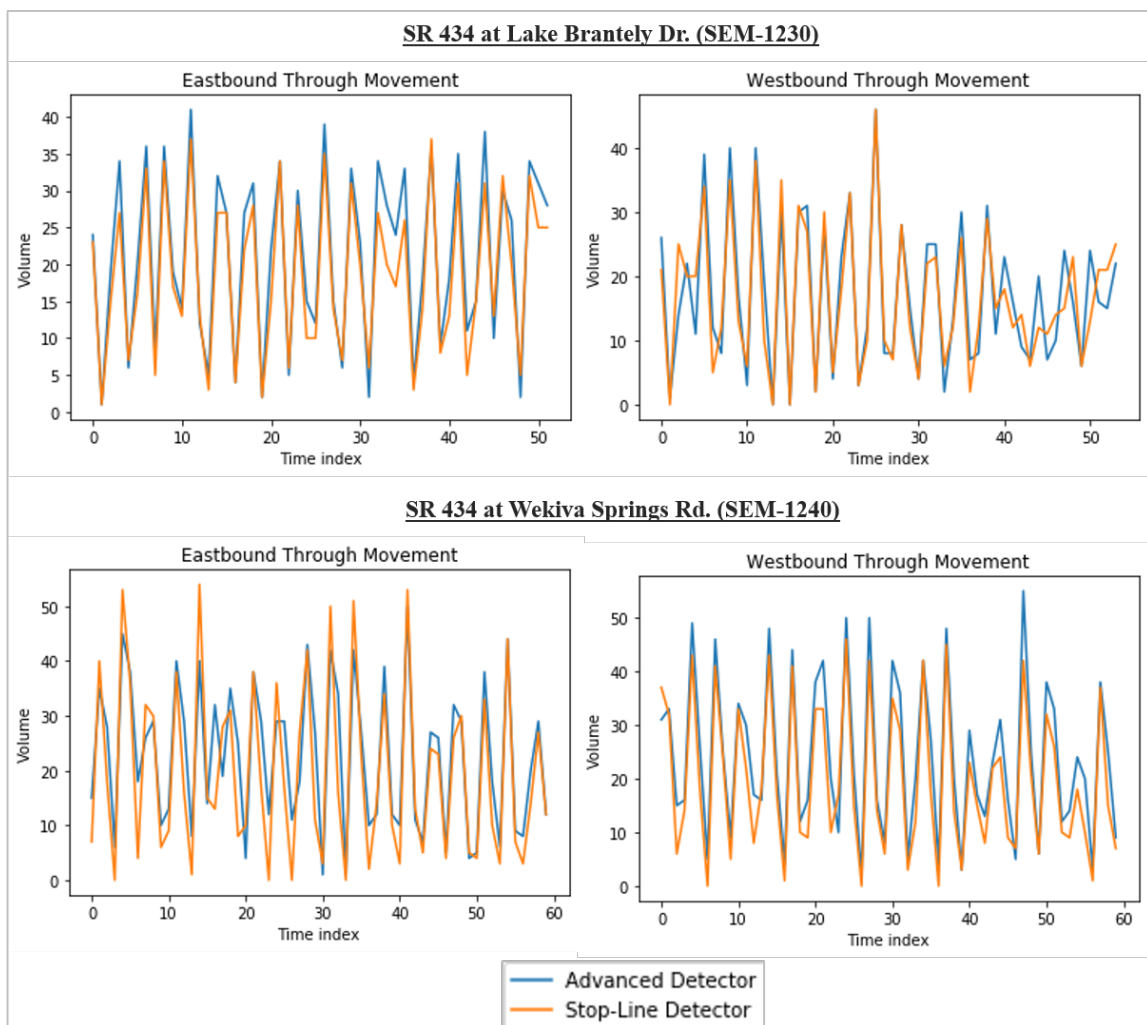 SR 434 at Lake Brantely Dr. (SEM-1230)
Eastbound Through Movement
Volume
40
35
30
25
20
15
10
5
0
0 10 20 30 40 50
Time index
Westbound Through Movement
Volume
40
30
20
10
0
0 10 20 30 40 50
Time index
SR 434 at Wekiva Springs Rd. (SEM-1240)
Eastbound Through Movement
Volume
50
40
30
20
10
0
0 10 20 30 40 50 60
Time index
Westbound Through Movement
Volume
50
40
30
20
10
0
0 10 20 30 40 50 60
Time index
Advanced Detector
Stop-Line Detector